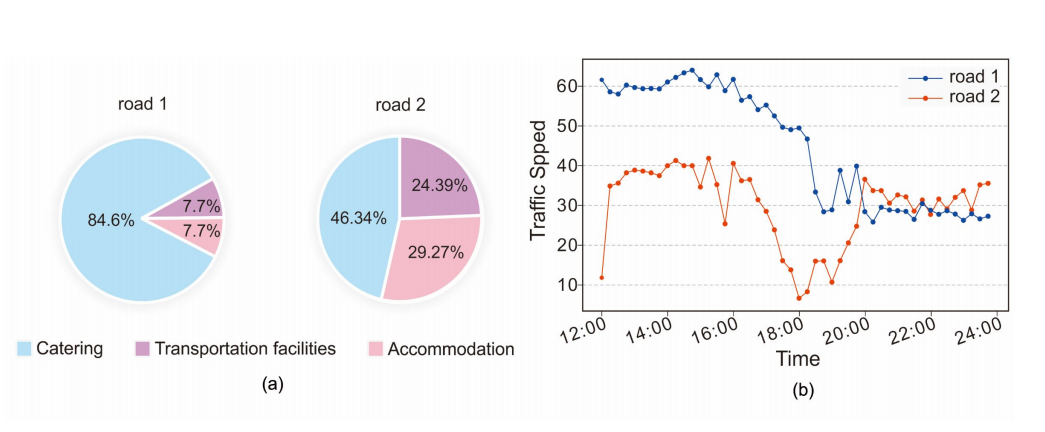 road 1
road 2
84.6%
7.7%
7.7%
46.34%
24.39%
29.27%
Catering
Transportation facilities
Accommodation
(a)
Traffic Spped
60
50
40
30
20
10
road 1
road 2
12:00
14:00
16:00
18:00
20:00
22:00
24:00
Time
(b)